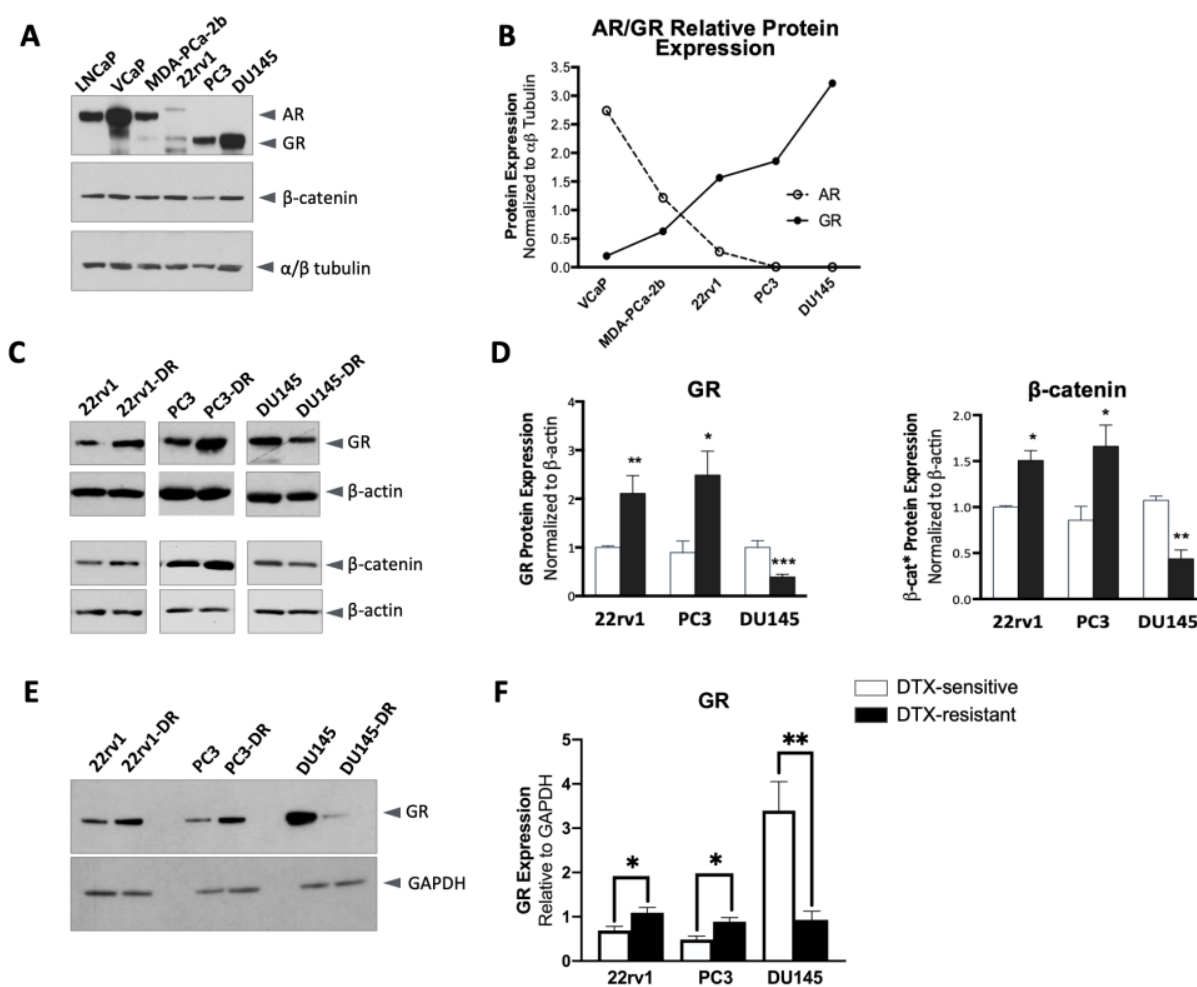 A
LNCaP
VCaP
MDA-PCa-2b
22rv1
PC3
DU145
AR
GR
β-catenin
α/β tubulin
B
AR/GR Relative Protein
Expression
Protein Expression
Normalized to αβ Tubulin
3.5
3.0
2.5
2.0
1.5
1.0
0.5
0.0
AR
GR
VCaP
MDA-PCa-2b
22rv1
PC3
DU145
C
22rv1
22rv1-DR
PC3
PC3-DR
DU145
DU145-DR
GR
β-actin
β-catenin
β-actin
D
GR
GR Protein Expression
Normalized to β-actin
4
3
2
1
0
**
*
***
22rv1 PC3 DU145
β-catenin
β-cat* Protein Expression
Normalized to β-actin
2.0
1.5
1.0
0.5
0.0
*
*
**
22rv1 PC3 DU145
E
22rv1
22rv1-DR
PC3
PC3-DR
DU145
DU145-DR
GR
GAPDH
F
GR
DTX-sensitive
DTX-resistant
GR Expression
Relative to GAPDH
5
4
3
2
1
0
*
*
**
22rv1 PC3 DU145